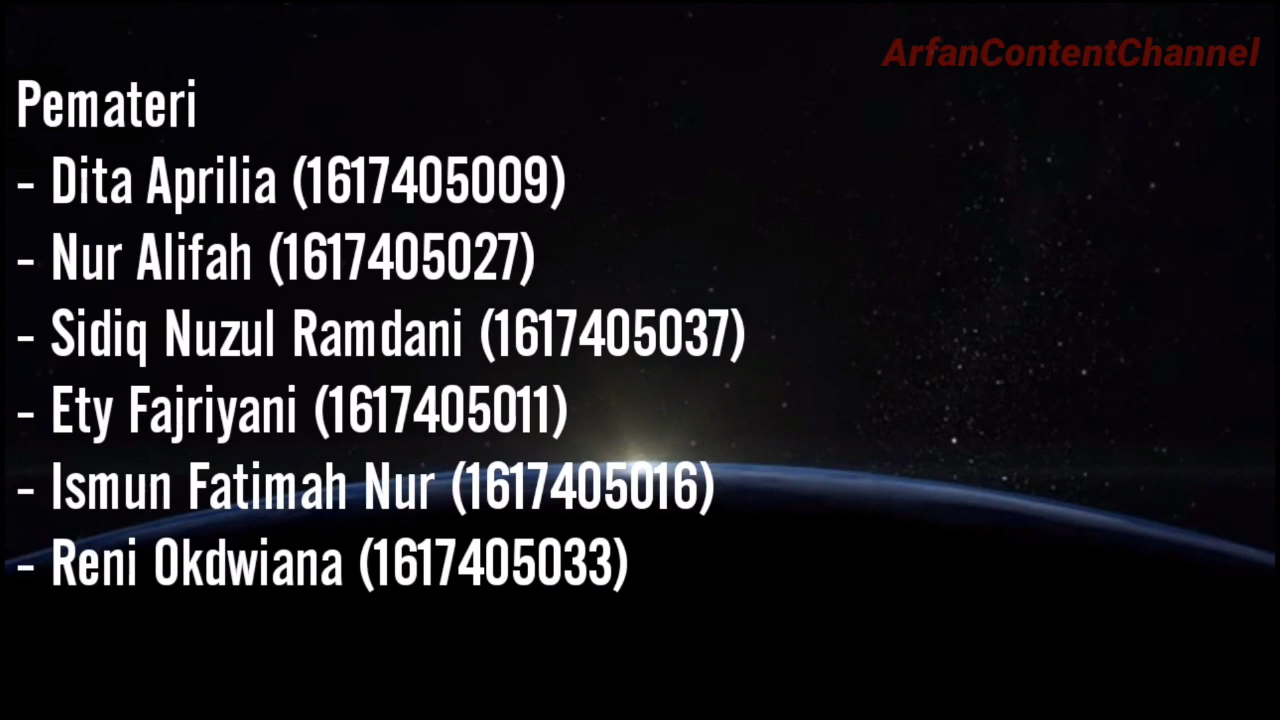 ArfanContentChannel
Pemateri
- Dita Aprilia (1617405009)
- Nur Alifah (1617405027)
- Sidiq Nuzul Ramdani (1617405037)
- Ety Fajriyani (1617405011)
- Ismun Fatimah Nur (1617405016)
- Reni Okdwiana (1617405033)